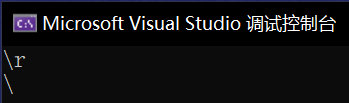 C:\ Microsoft Visual Studio 调试控制台
\r
\